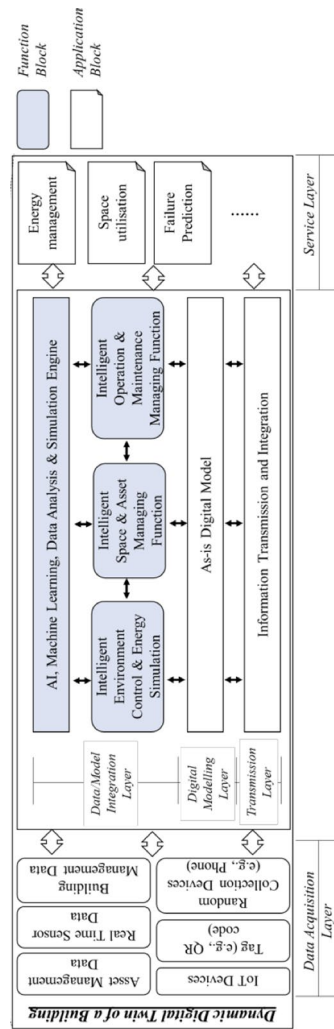 Dynamic Digital Twin of a Building
Asset Management
Data
Real Time Sensor
Data
Building
Management Data
IoT Devices
Tag (e.g., QR
code)
Random
Collection Devices
(e.g., Phone)
Data Acquisition
Layer
Data/Model
Integration
Layer
Digital
Modelling
Layer
Transmission
Layer
AI, Machine Learning, Data Analysis & Simulation Engine
Intelligent
Environment
Control & Energy
Simulation
Intelligent
Space & Asset
Managing
Function
Intelligent
Operation &
Maintenance
Managing Function
As-is Digital Model
Information Transmission and Integration
Energy
management
Space
utilisation
Failure
Prediction
......
Service Layer
Function
Block
Application
Block